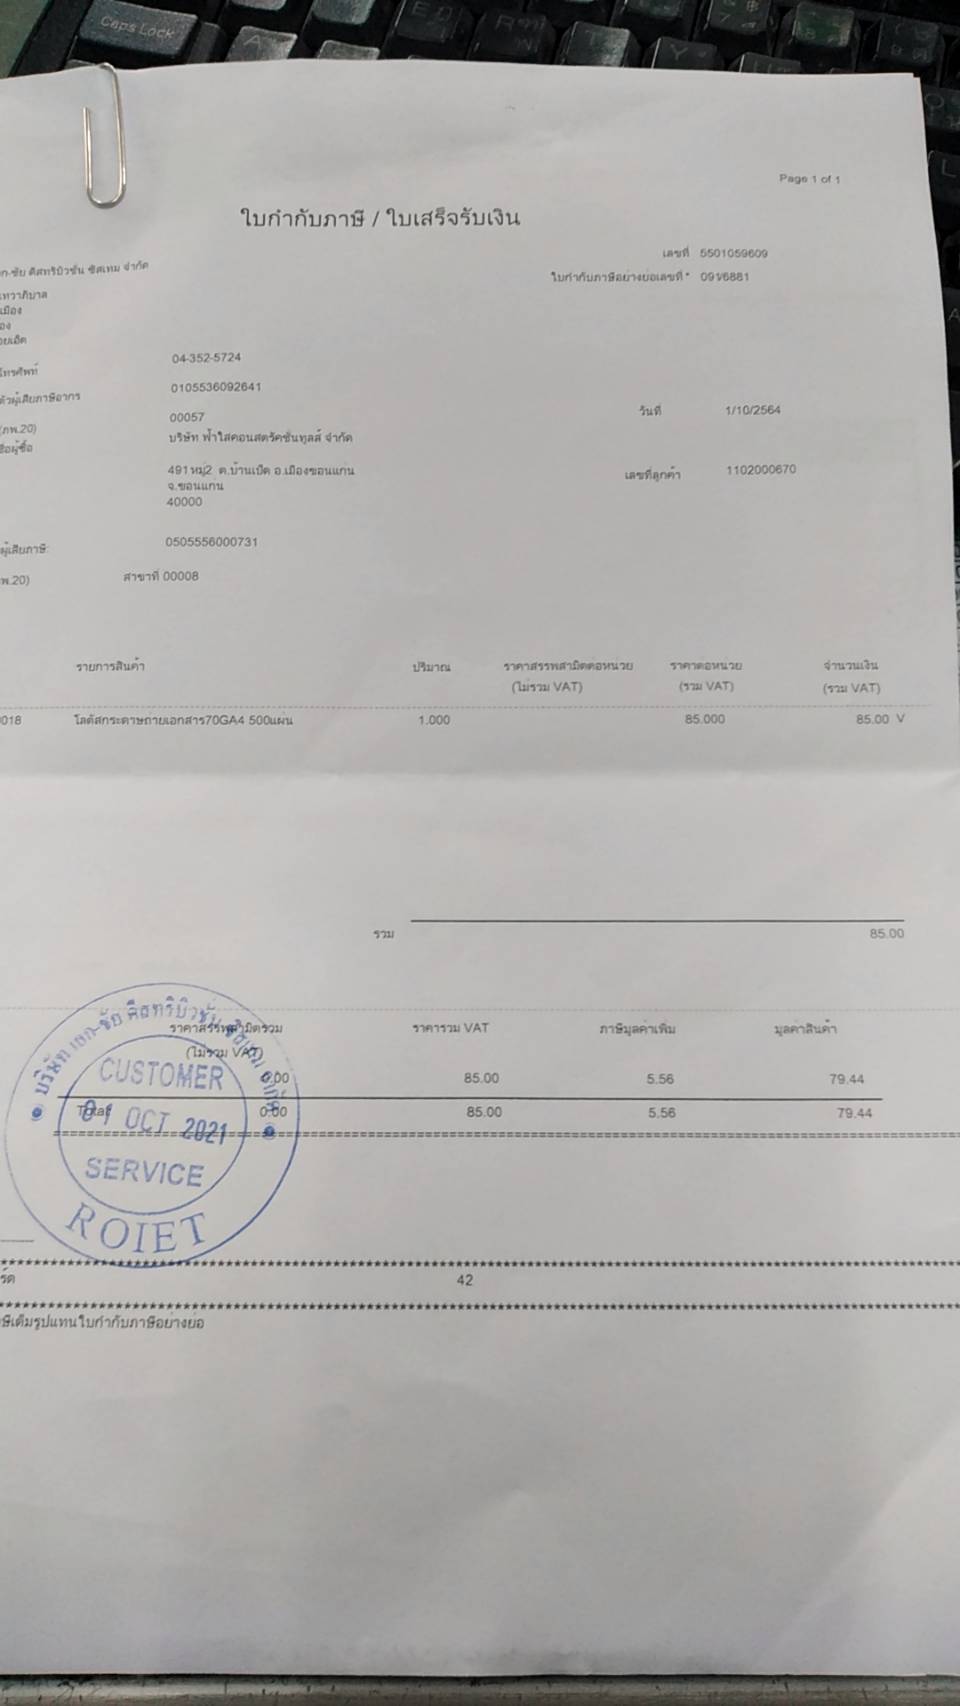 Caps Lock
Page 1 of 1
ใบกำกับภาษี / ใบเสร็จรับเงิน
เลขที่ 5501059609
ก-ชัย ดิสทริบิวชั่น ซิสเทม จำกัด
ใบกำกับภาษีอย่างย่อเลขที่ * 091/6881
เทวาภิบาล
เมือง
อง
อยเอ็ด
โทรศัพท์ 04-352-5724
ตัวผู้เสียภาษีอากร 0105536092641
(ภพ.20) 00057
วันที่ 1/10/2564
ชื่อผู้ซื้อ บริษัท ฟ้าใสคอนสตรัคชั่นทูลส์ จำกัด
491 หมู่2 ต.บ้านเป็ด อ.เมืองขอนแก่น
เลขที่ลูกค้า 1102000670
จ.ขอนแก่น
40000
ผู้เสียภาษี: 0505556000731
พ.20) สาขาที่ 00008
รายการสินค้า ปริมาณ ราคาสรรพสามิตต่อหน่วย ราคาต่อหน่วย จำนวนเงิน
(ไม่รวม VAT) (รวม VAT) (รวม VAT)
0018 โลตัสกระดาษถ่ายเอกสาร70GA4 500แผ่น 1.000 85.000 85.00 V
รวม 85.00
ราคาสรรพสามิตรวม ราคารวม VAT ภาษีมูลค่าเพิ่ม มูลค่าสินค้า
(ไม่รวม VAT)
0.00 85.00 5.56 79.44
Total: 0.00 85.00 5.56 79.44
บริษัท เอก-ชัย ดีสทริบิวชั่น ซิสเทม จำกัด
CUSTOMER
01 OCT 2021
SERVICE
ROIET
ร์ด 42
ษีเต็มรูปแทนใบกำกับภาษีอย่างย่อ